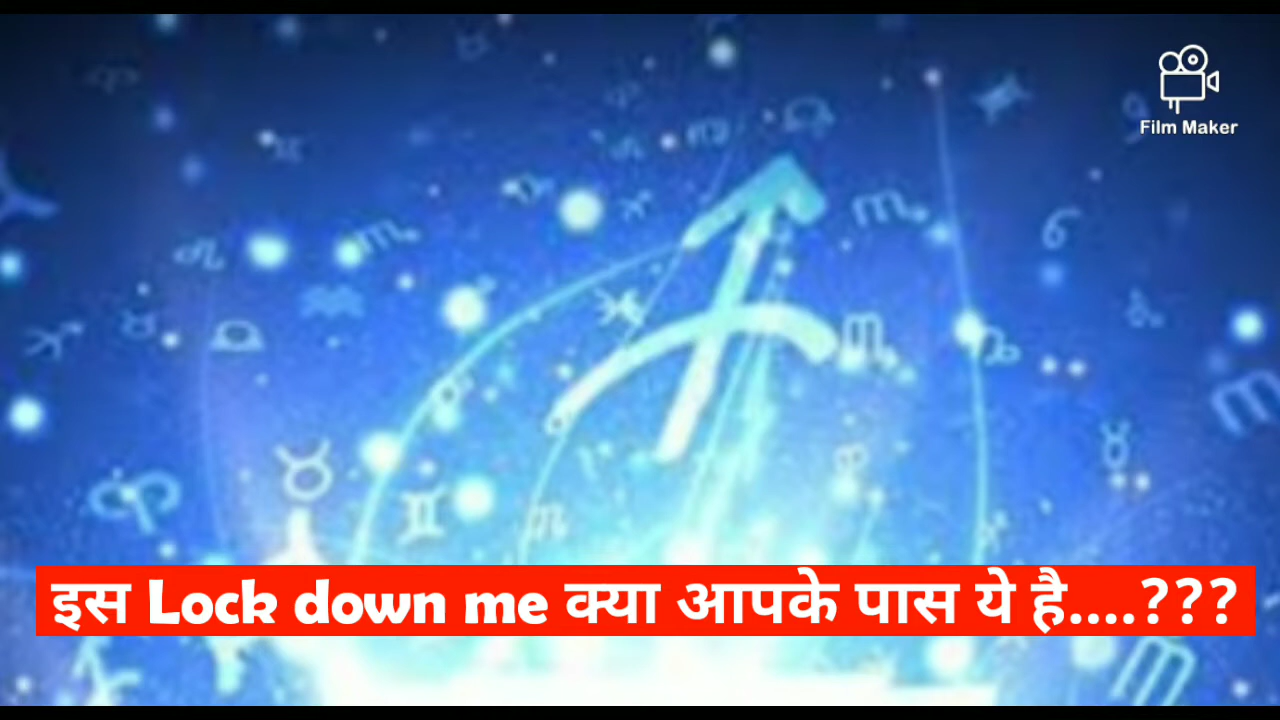 Film Maker
इस Lock down me क्या आपके पास ये है....???